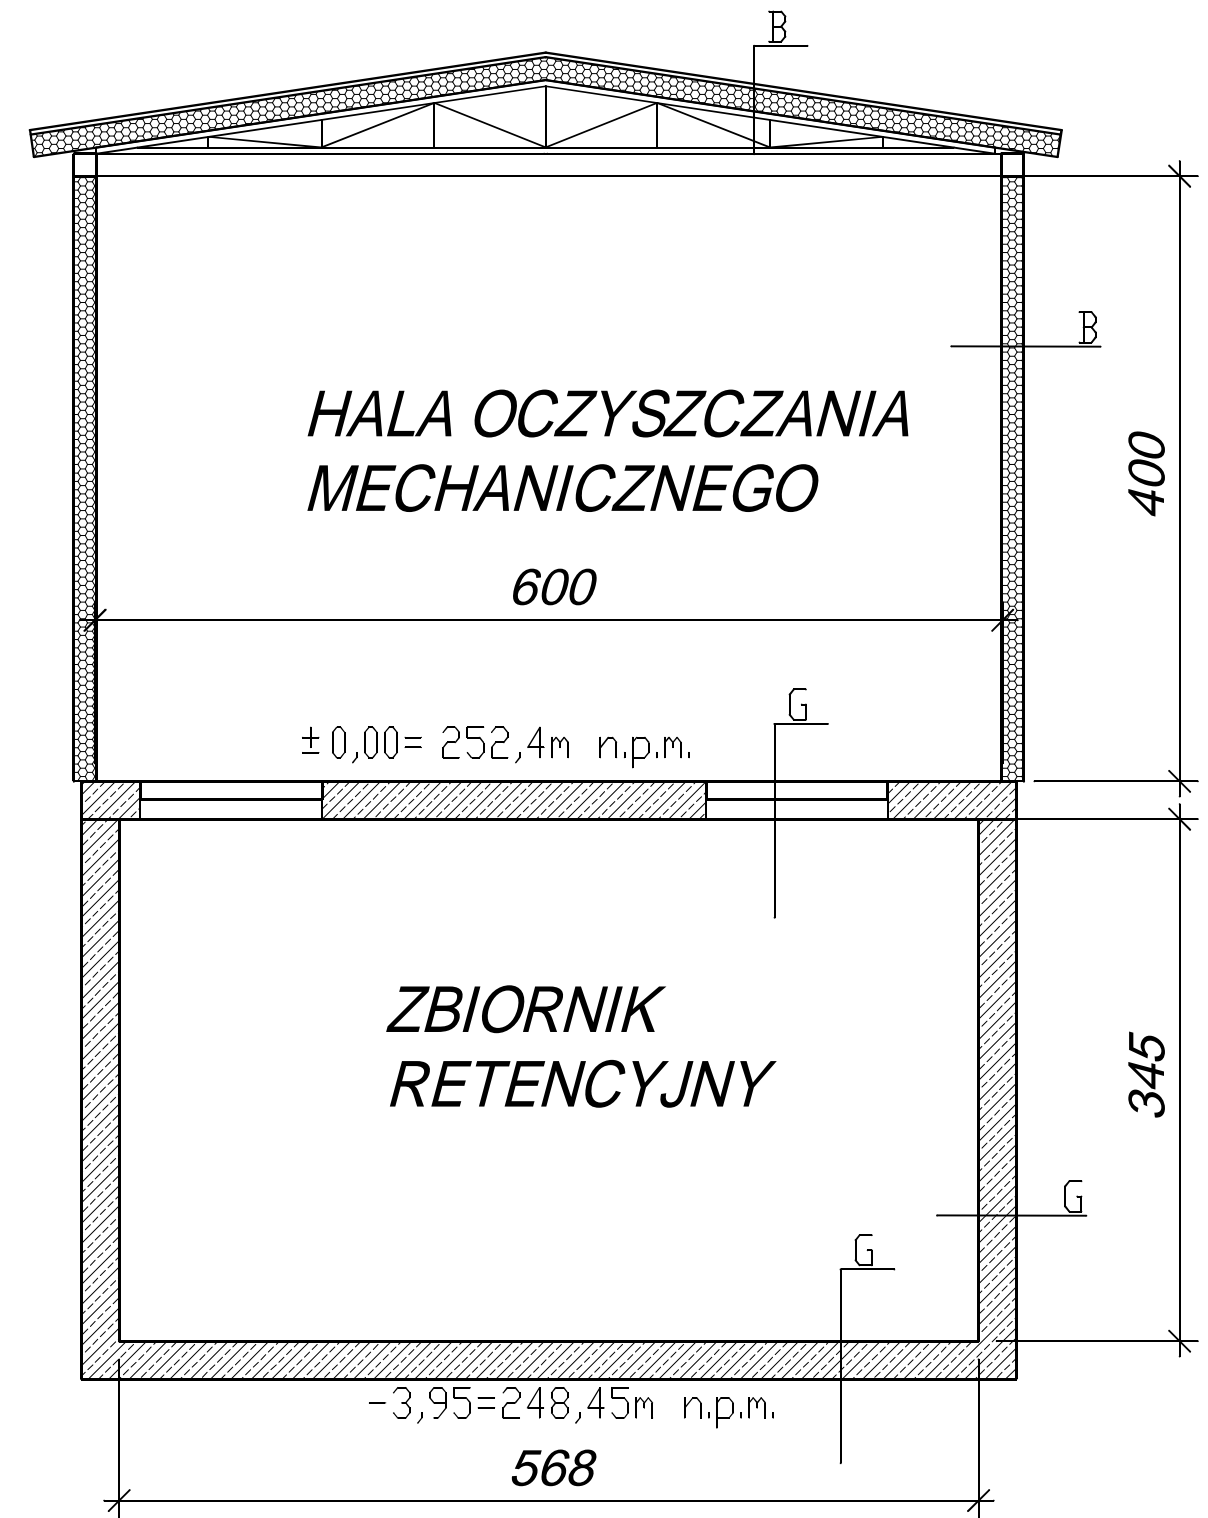 B
B
HALA OCZYSZCZANIA
MECHANICZNEGO
400
600
G
±0,00= 252,4m n.p.m.
ZBIORNIK
RETENCYJNY
345
G
G
-3,95=248,45m n.p.m.
568